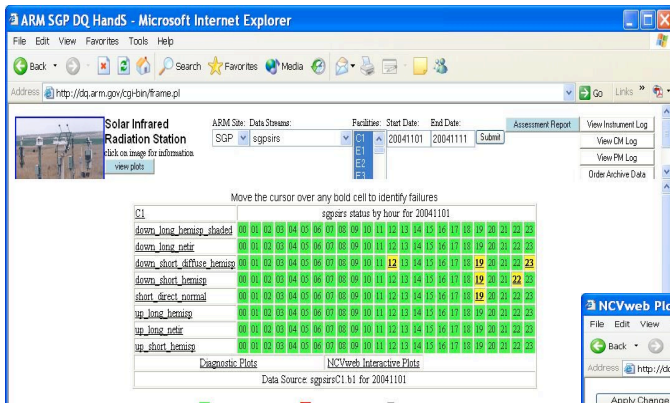 ARM SGP DQ HandS - Microsoft Internet Explorer
File Edit View Favorites Tools Help
Back Search Favorites Media
Address http://dq.arm.gov/cgi-bin/frame.pl Go Links »
Solar Infrared
Radiation Station
click on image for information
view plots
ARM Site: Data Streams: Facilities: Start Date: End Date:
SGP sgpsirs C1 20041101 20041111 Submit
E1
E2
E3
Assessment Report View Instrument Log
View CM Log
View PM Log
Order Archive Data
Move the cursor over any bold cell to identify failures
C1 sgpsirs status by hour for 20041101
down_long_hemisp_shaded 00 01 02 03 04 05 06 07 08 09 10 11 12 13 14 15 16 17 18 19 20 21 22 23
down_long_netir 00 01 02 03 04 05 06 07 08 09 10 11 12 13 14 15 16 17 18 19 20 21 22 23
down_short_diffuse_hemisp 00 01 02 03 04 05 06 07 08 09 10 11 12 13 14 15 16 17 18 19 20 21 22 23
down_short_hemisp 00 01 02 03 04 05 06 07 08 09 10 11 12 13 14 15 16 17 18 19 20 21 22 23
short_direct_normal 00 01 02 03 04 05 06 07 08 09 10 11 12 13 14 15 16 17 18 19 20 21 22 23
up_long_hemisp 00 01 02 03 04 05 06 07 08 09 10 11 12 13 14 15 16 17 18 19 20 21 22 23
up_long_netir 00 01 02 03 04 05 06 07 08 09 10 11 12 13 14 15 16 17 18 19 20 21 22 23
up_short_hemisp 00 01 02 03 04 05 06 07 08 09 10 11 12 13 14 15 16 17 18 19 20 21 22 23
Diagnostic Plots NCVweb Interactive Plots
Data Source: sgpsirsC1.b1 for 20041101
NCVweb Plo
File Edit View
Back
Address http://dq
Apply Change